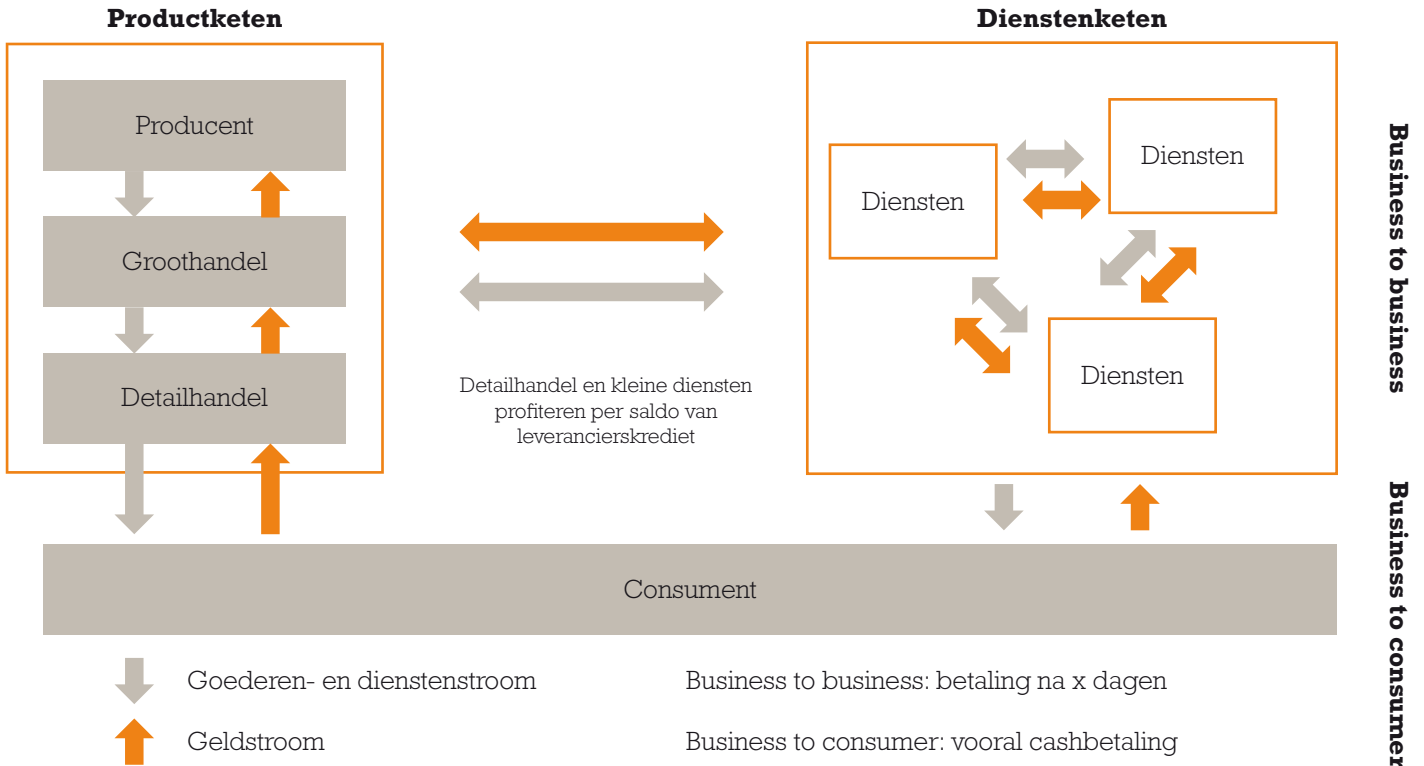 Productketen
Dienstenketen
Producent
Groothandel
Detailhandel
Detailhandel en kleine diensten
profiteren per saldo van
leverancierskrediet
Diensten
Diensten
Diensten
Business to business
Business to consumer
Consument
Goederen- en dienstenstroom
Business to business: betaling na x dagen
Geldstroom
Business to consumer: vooral cashbetaling